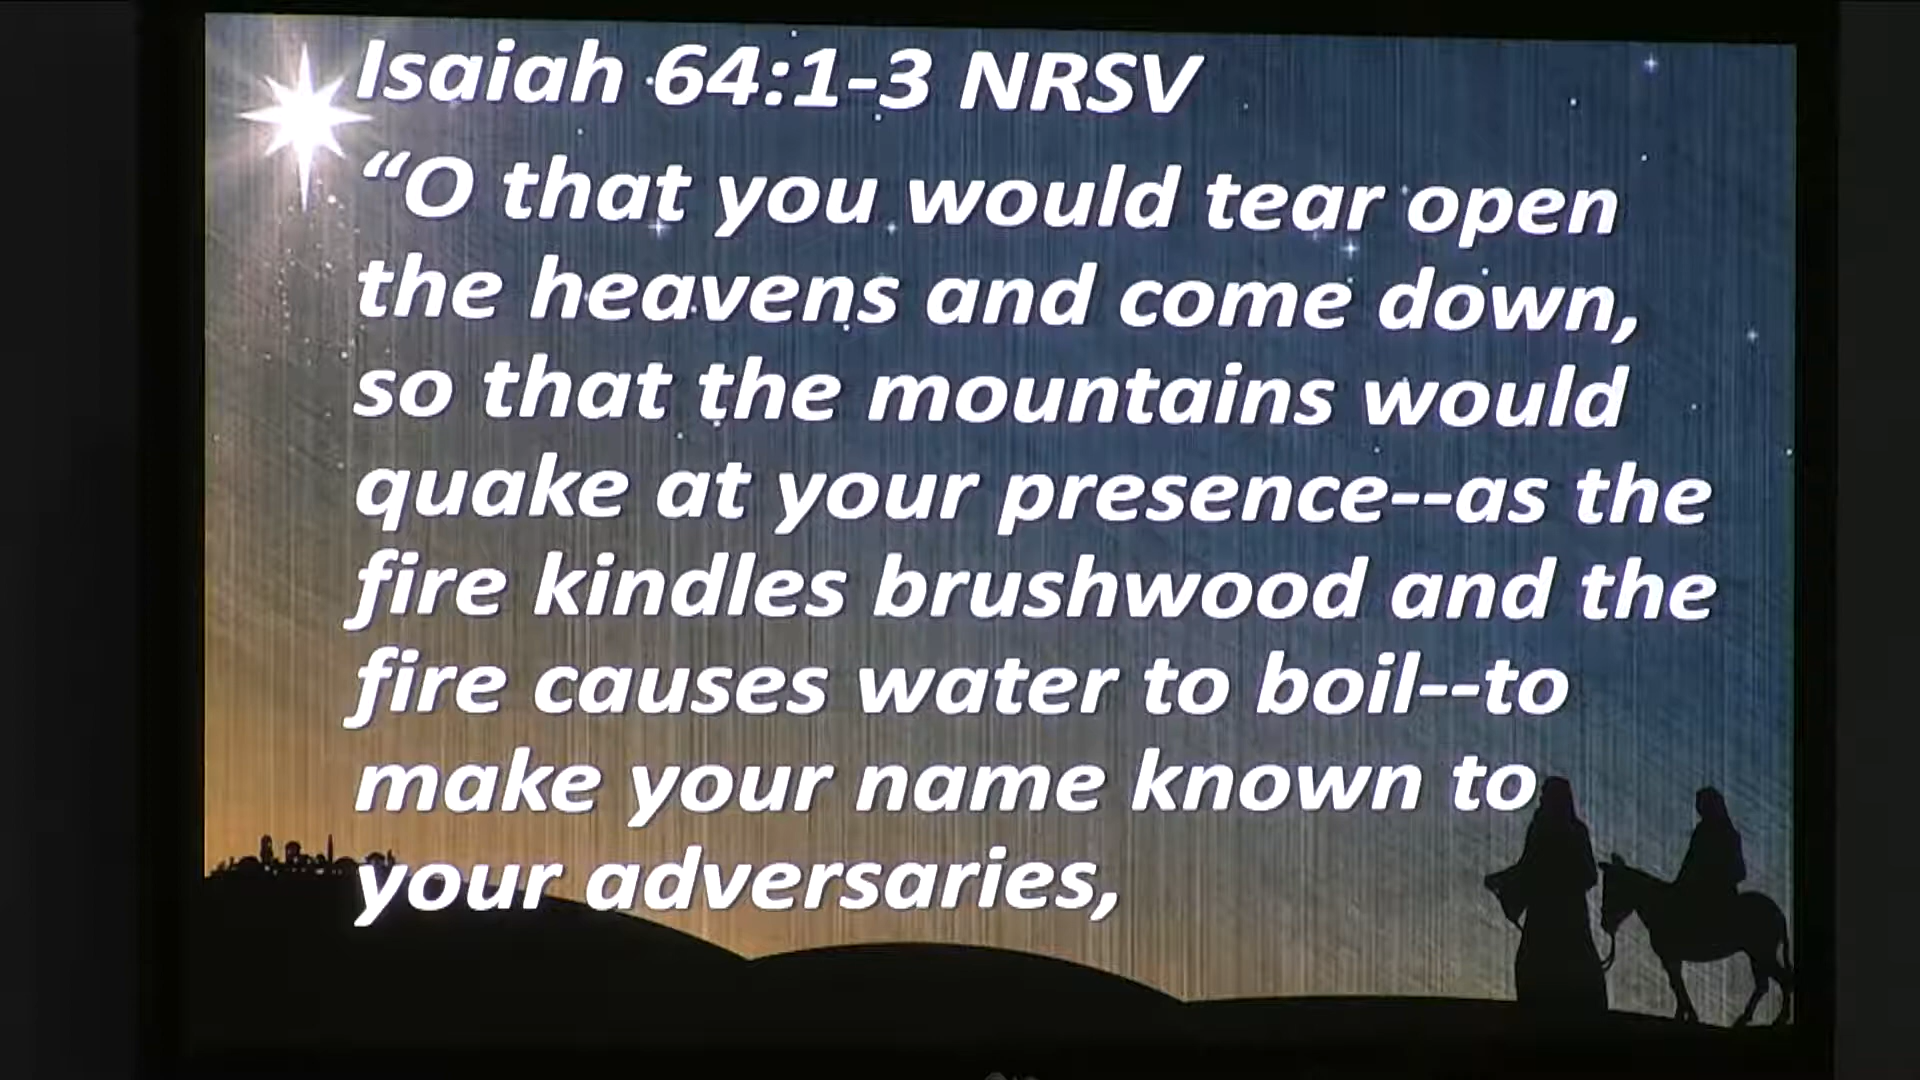 Isaiah 64:1-3 NRSV
“O that you would tear open
the heavens and come down,
so that the mountains would
quake at your presence--as the
fire kindles brushwood and the
fire causes water to boil--to
make your name known to
your adversaries,